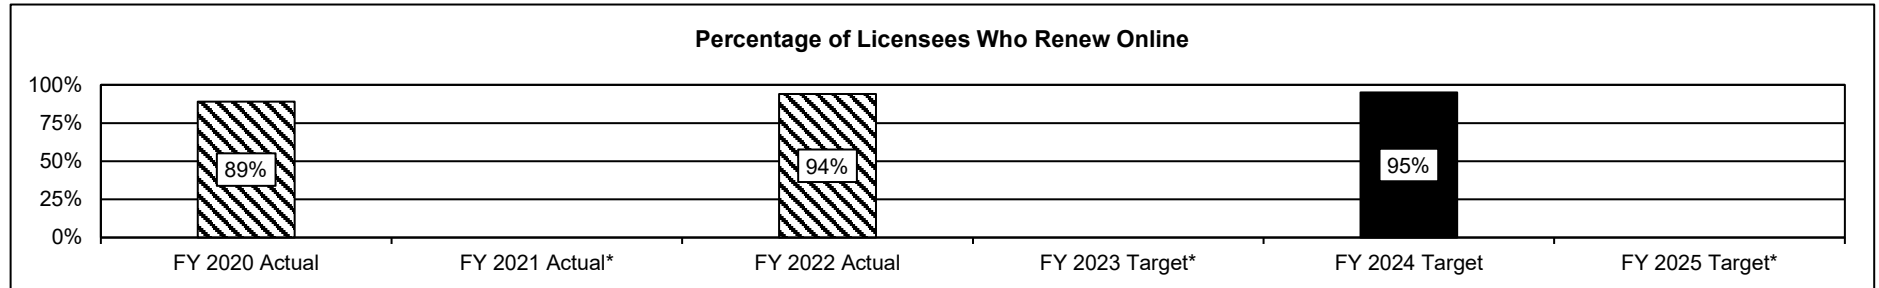 Percentage of Licensees Who Renew Online
100%
75%
50%
25%
0%
89%
94%
95%
FY 2020 Actual
FY 2021 Actual*
FY 2022 Actual
FY 2023 Target*
FY 2024 Target
FY 2025 Target*